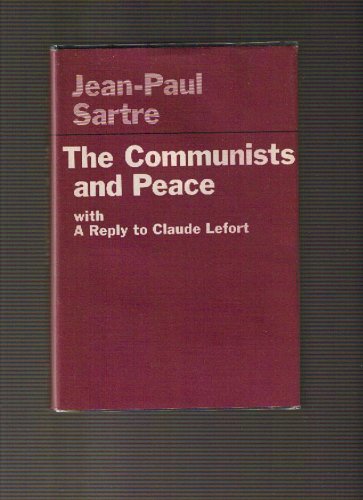 Jean-Paul
Sartre
The Communists
and Peace
with
A Reply to Claude Lefort